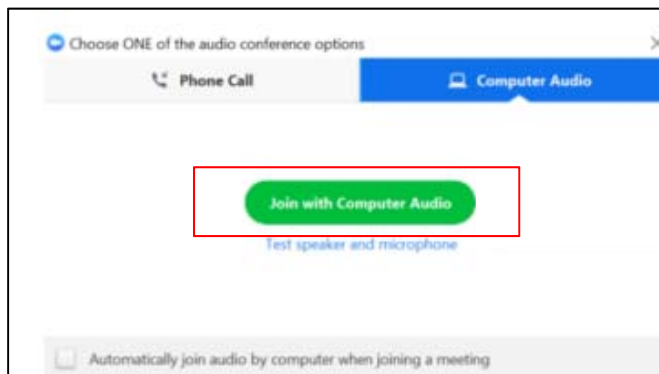 Choose ONE of the audio conference options
Phone Call
Computer Audio
Join with Computer Audio
Test speaker and microphone
Automatically join audio by computer when joining a meeting